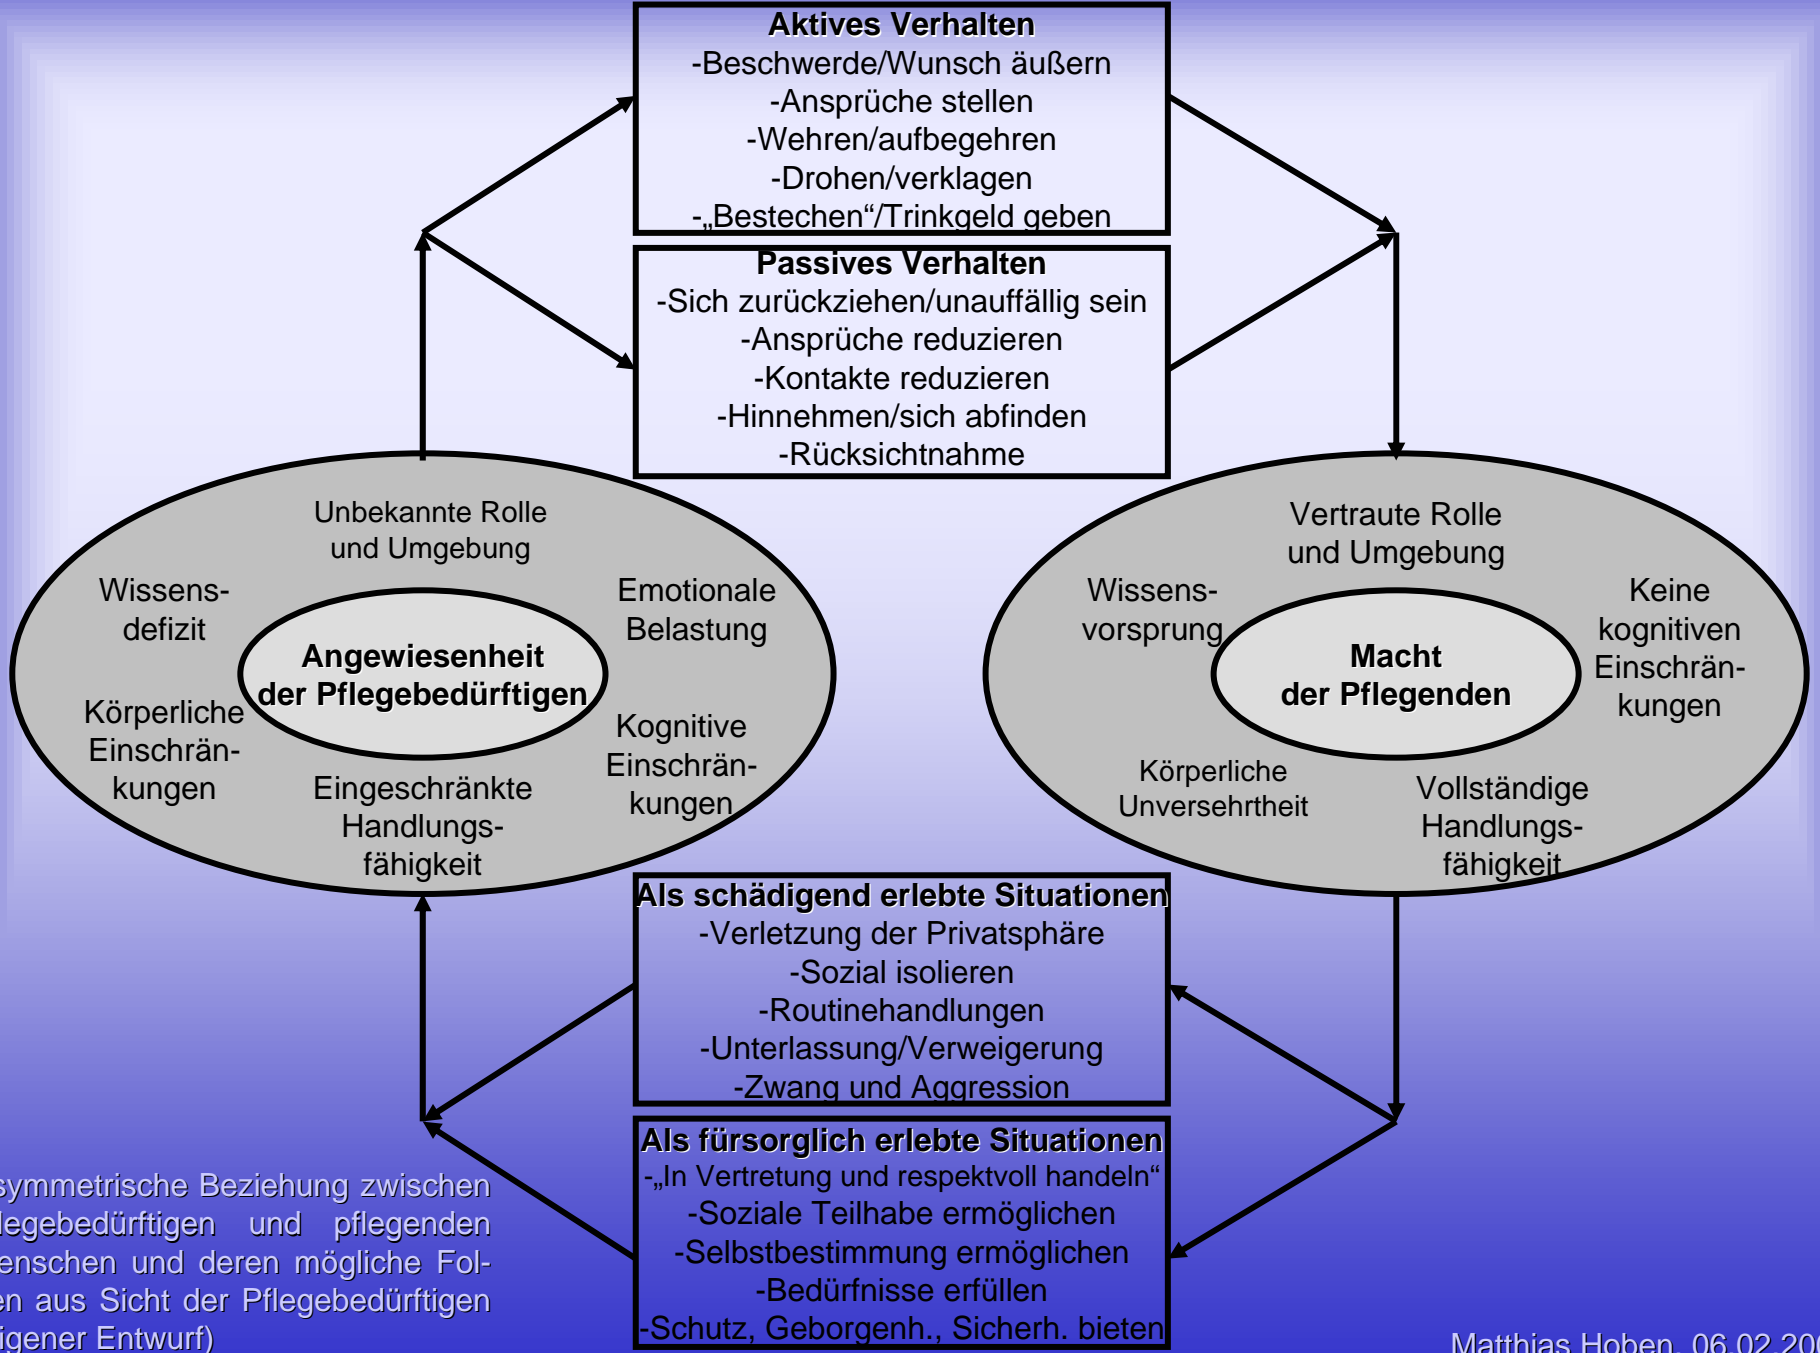 Aktives Verhalten
-Beschwerde/Wunsch äußern
-Ansprüche stellen
-Wehren/aufbegehren
-Drohen/verklagen
-„Bestechen“/Trinkgeld geben
Passives Verhalten
-Sich zurückziehen/unauffällig sein
-Ansprüche reduzieren
-Kontakte reduzieren
-Hinnehmen/sich abfinden
-Rücksichtnahme
Unbekannte Rolle
und Umgebung
Wissens-
defizit
Emotionale
Belastung
Angewiesenheit
der Pflegebedürftigen
Körperliche
Einschrän-
kungen
Eingeschränkte
Handlungs-
fähigkeit
Kognitive
Einschrän-
kungen
Vertraute Rolle
und Umgebung
Wissens-
vorsprung
Keine
kognitiven
Einschrän-
kungen
Macht
der Pflegenden
Körperliche
Unversehrtheit
Vollständige
Handlungs-
fähigkeit
Als schädigend erlebte Situationen
-Verletzung der Privatsphäre
-Sozial isolieren
-Routinehandlungen
-Unterlassung/Verweigerung
-Zwang und Aggression
Als fürsorglich erlebte Situationen
-„In Vertretung und respektvoll handeln“
-Soziale Teilhabe ermöglichen
-Selbstbestimmung ermöglichen
-Bedürfnisse erfüllen
-Schutz, Geborgenh., Sicherh. bieten
symmetrische Beziehung zwischen
legebedürftigen und pflegenden
enschen und deren mögliche Fol-
en aus Sicht der Pflegebedürftigen
igener Entwurf)
Matthias Hoben, 06.02.200